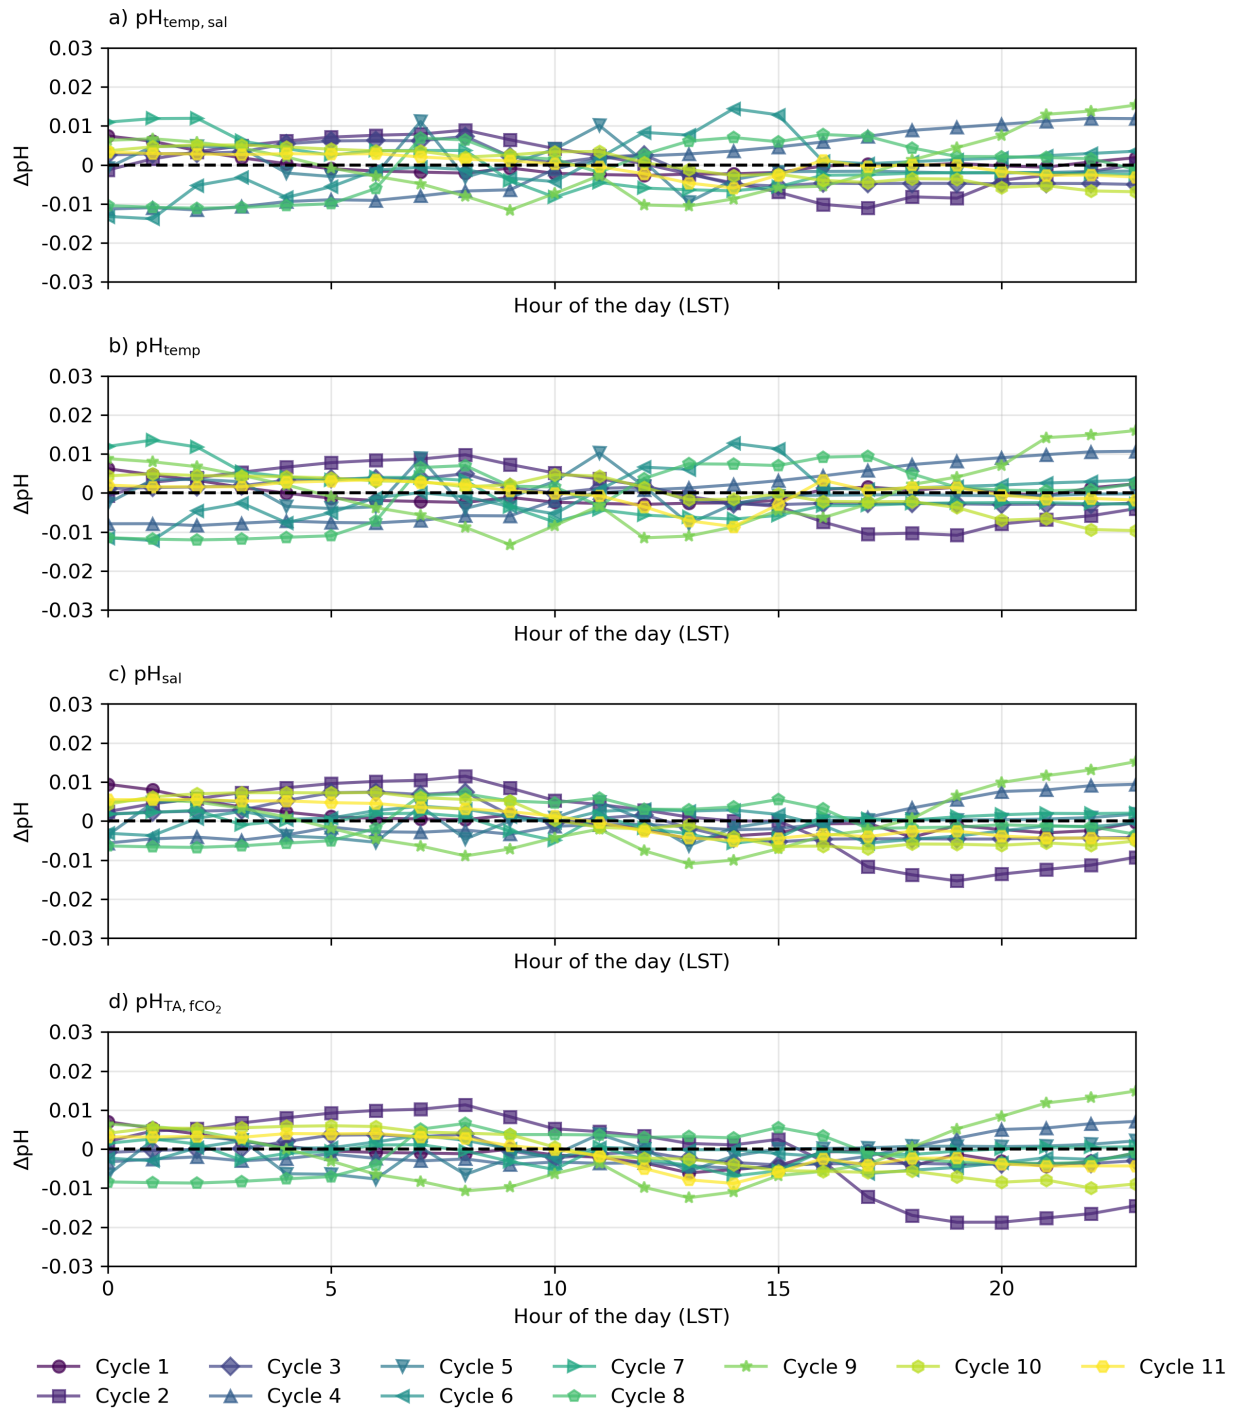 a) pH_temp, sal
0.03
0.02
0.01
0
-0.01
-0.02
-0.03
ΔpH
Hour of the day (LST)
b) pH_temp
0.03
0.02
0.01
0
-0.01
-0.02
-0.03
ΔpH
Hour of the day (LST)
c) pH_sal
0.03
0.02
0.01
0
-0.01
-0.02
-0.03
ΔpH
Hour of the day (LST)
d) pH_TA, fCO₂
0.03
0.02
0.01
0
-0.01
-0.02
-0.03
ΔpH
0 5 10 15 20
Hour of the day (LST)
Cycle 1 Cycle 3 Cycle 5 Cycle 7 Cycle 9 Cycle 10 Cycle 11
Cycle 2 Cycle 4 Cycle 6 Cycle 8